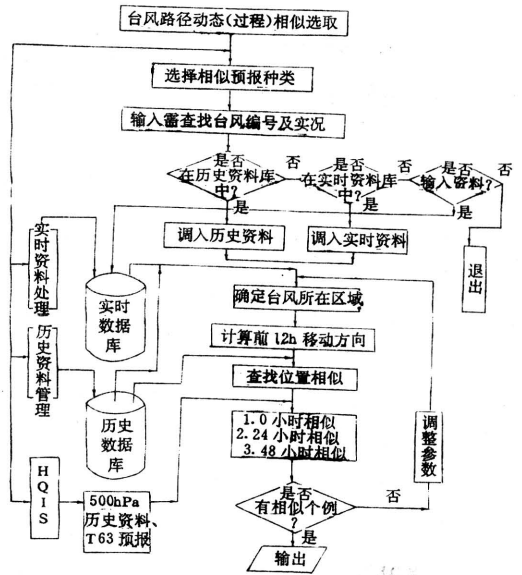 台风路径动态(过程)相似选取
选择相似预报种类
输入需查找台风编号及实况
是否
在历史资料库
中?
否
是否
在实时资料库
中?
否
是否
输入资料?
否
是
是
是
调入历史资料
调入实时资料
退出
实时资料处理
实时
数据
库
确定台风所在区域
计算前12h移动方向
历史资料管理
查找位置相似
历史
数据
库
1.0小时相似
2.24小时相似
3.48小时相似
调整参数
HQIS
500hPa
历史资料、
T63预报
是否
有相似个例
?
否
是
输出